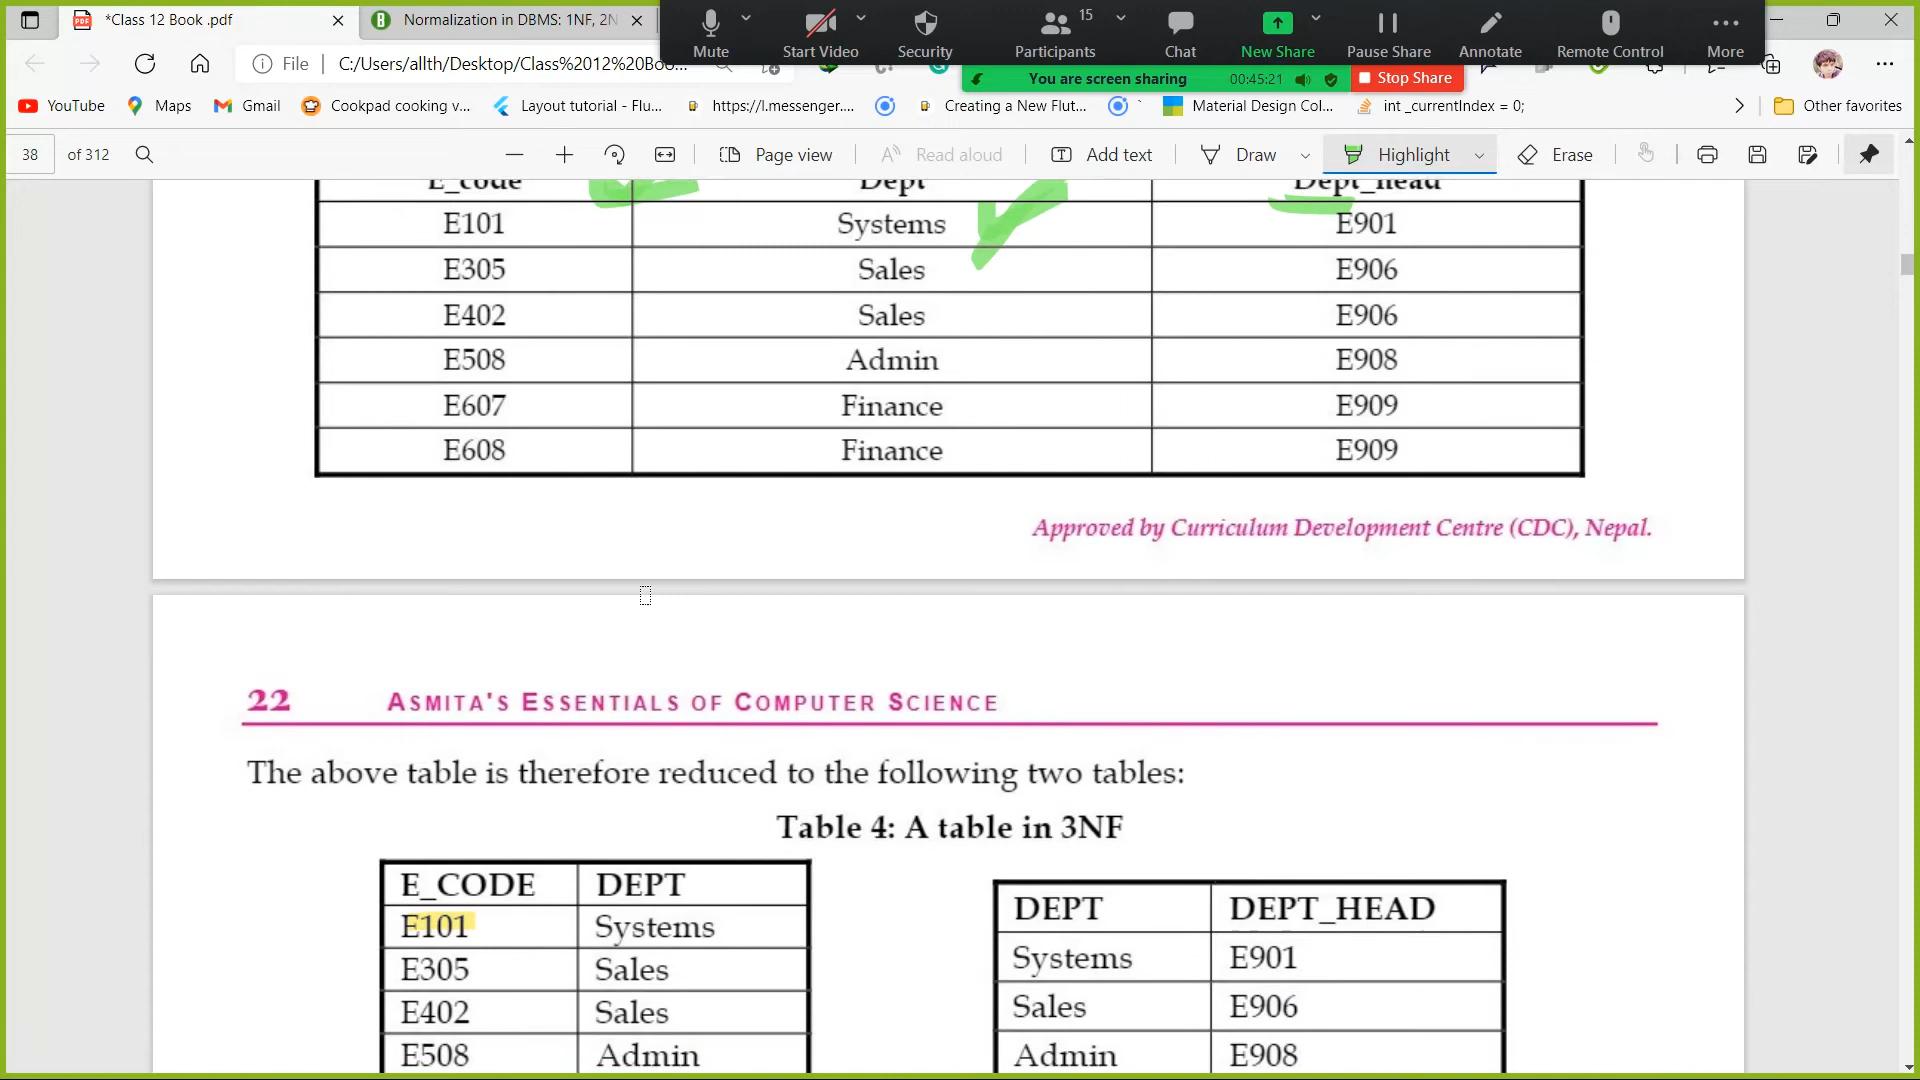 *Class 12 Book .pdf
Normalization in DBMS: 1NF, 2N
Mute
Start Video
Security
15
Participants
Chat
New Share
Pause Share
Annotate
Remote Control
More
File
C:/Users/allth/Desktop/Class%2012%20Boo...
You are screen sharing
00:45:21
Stop Share
YouTube
Maps
Gmail
Cookpad cooking v...
Layout tutorial - Flu...
https://l.messenger....
Creating a New Flut...
Material Design Col...
int _currentIndex = 0;
Other favorites
38
of 312
Page view
Read aloud
Add text
Draw
Highlight
Erase
E_code Dept Dept_head
E101 Systems E901
E305 Sales E906
E402 Sales E906
E508 Admin E908
E607 Finance E909
E608 Finance E909
Approved by Curriculum Development Centre (CDC), Nepal.
22 ASMITA'S ESSENTIALS OF COMPUTER SCIENCE
The above table is therefore reduced to the following two tables:
Table 4: A table in 3NF
E_CODE DEPT
E101 Systems
E305 Sales
E402 Sales
E508 Admin
DEPT DEPT_HEAD
Systems E901
Sales E906
Admin E908